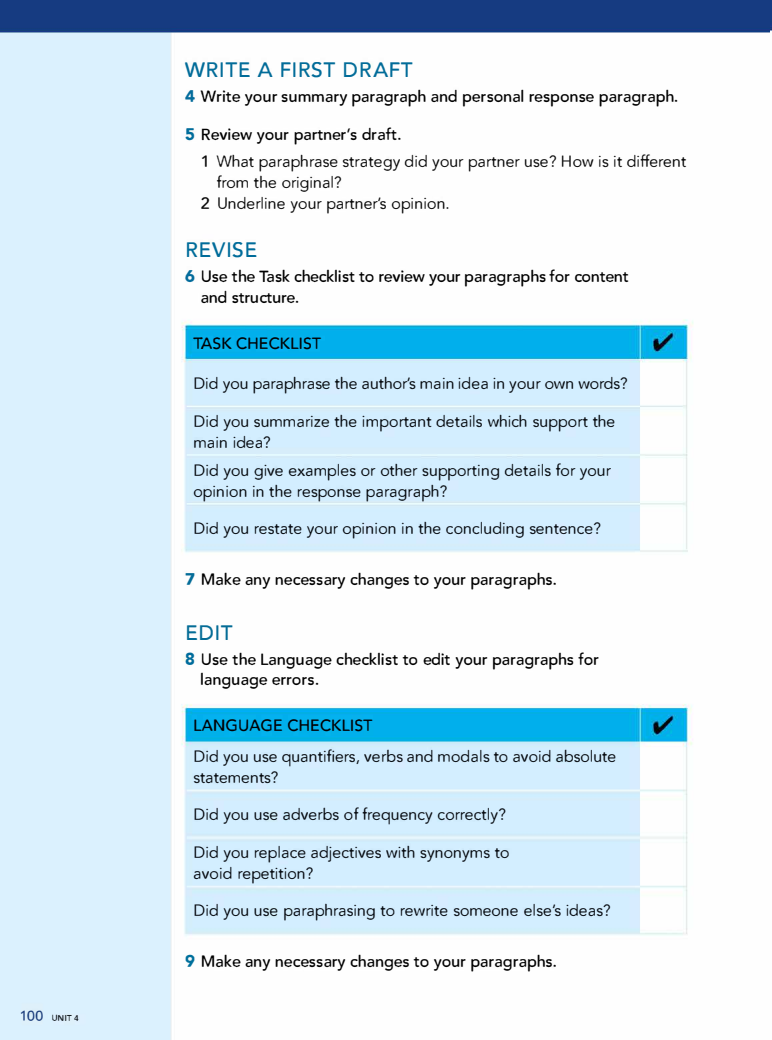 WRITE A FIRST DRAFT
4 Write your summary paragraph and personal response paragraph.
5 Review your partner's draft.
1 What paraphrase strategy did your partner use? How is it different
from the original?
2 Underline your partner's opinion.
REVISE
6 Use the Task checklist to review your paragraphs for content
and structure.
TASK CHECKLIST ✔
Did you paraphrase the author's main idea in your own words?
Did you summarize the important details which support the
main idea?
Did you give examples or other supporting details for your
opinion in the response paragraph?
Did you restate your opinion in the concluding sentence?
7 Make any necessary changes to your paragraphs.
EDIT
8 Use the Language checklist to edit your paragraphs for
language errors.
LANGUAGE CHECKLIST ✔
Did you use quantifiers, verbs and modals to avoid absolute
statements?
Did you use adverbs of frequency correctly?
Did you replace adjectives with synonyms to
avoid repetition?
Did you use paraphrasing to rewrite someone else's ideas?
9 Make any necessary changes to your paragraphs.
100 UNIT 4